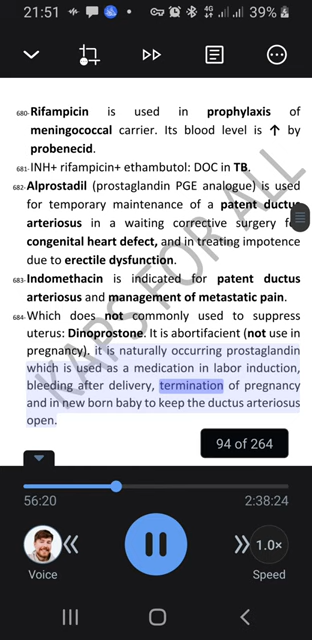 21:51 4G 39%
680- Rifampicin is used in prophylaxis of
meningococcal carrier. Its blood level is ↑ by
probenecid.
681- INH+ rifampicin+ ethambutol: DOC in TB.
682- Alprostadil (prostaglandin PGE analogue) is used
for temporary maintenance of a patent ductus
arteriosus in a waiting corrective surgery for
congenital heart defect, and in treating impotence
due to erectile dysfunction.
683- Indomethacin is indicated for patent ductus
arteriosus and management of metastatic pain.
684- Which does not commonly used to suppress
uterus: Dinoprostone. It is abortifacient (not use in
pregnancy), it is naturally occurring prostaglandin
which is used as a medication in labor induction,
bleeding after delivery, termination of pregnancy
and in new born baby to keep the ductus arteriosus
open.
KAPS FOR ALL
94 of 264
56:20 2:38:24
1.0×
Voice Speed